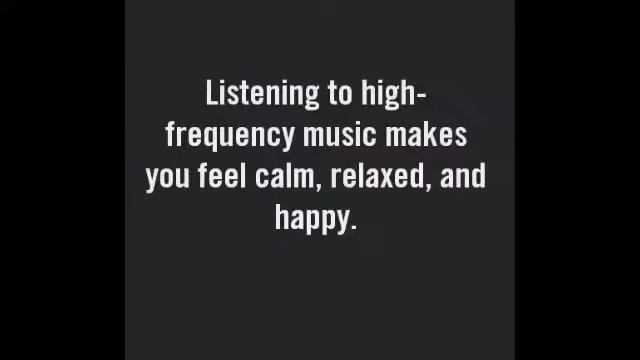 Listening to high-
frequency music makes
you feel calm, relaxed, and
happy.